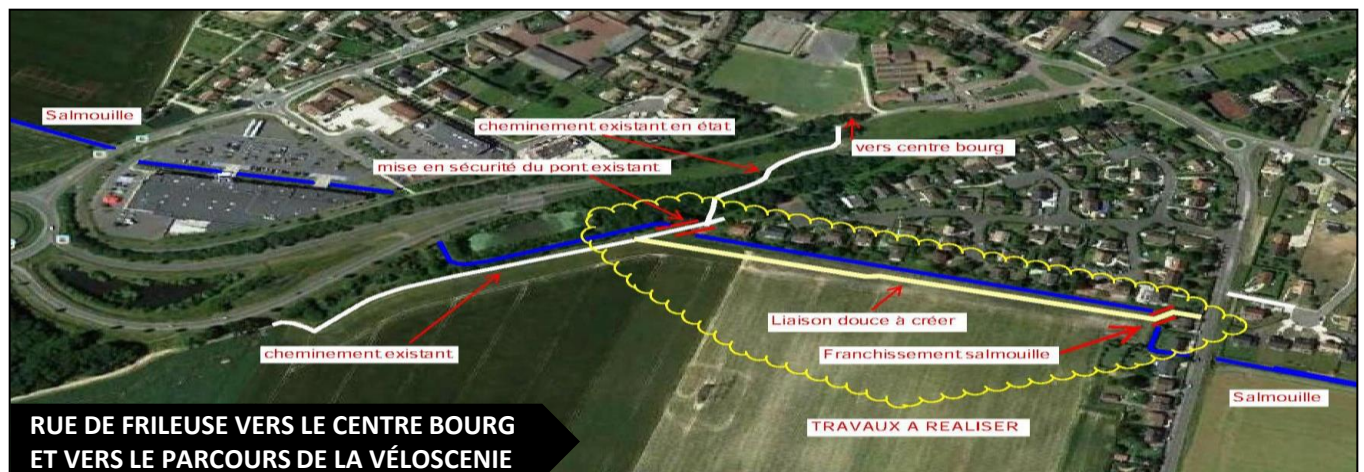 Salmouille
cheminement existant en état
mise en sécurité du pont existant
vers centre bourg
Liaison douce à créer
cheminement existant
Franchissement salmouille
Salmouille
TRAVAUX A REALISER
RUE DE FRILEUSE VERS LE CENTRE BOURG
ET VERS LE PARCOURS DE LA VÉLOSCENIE